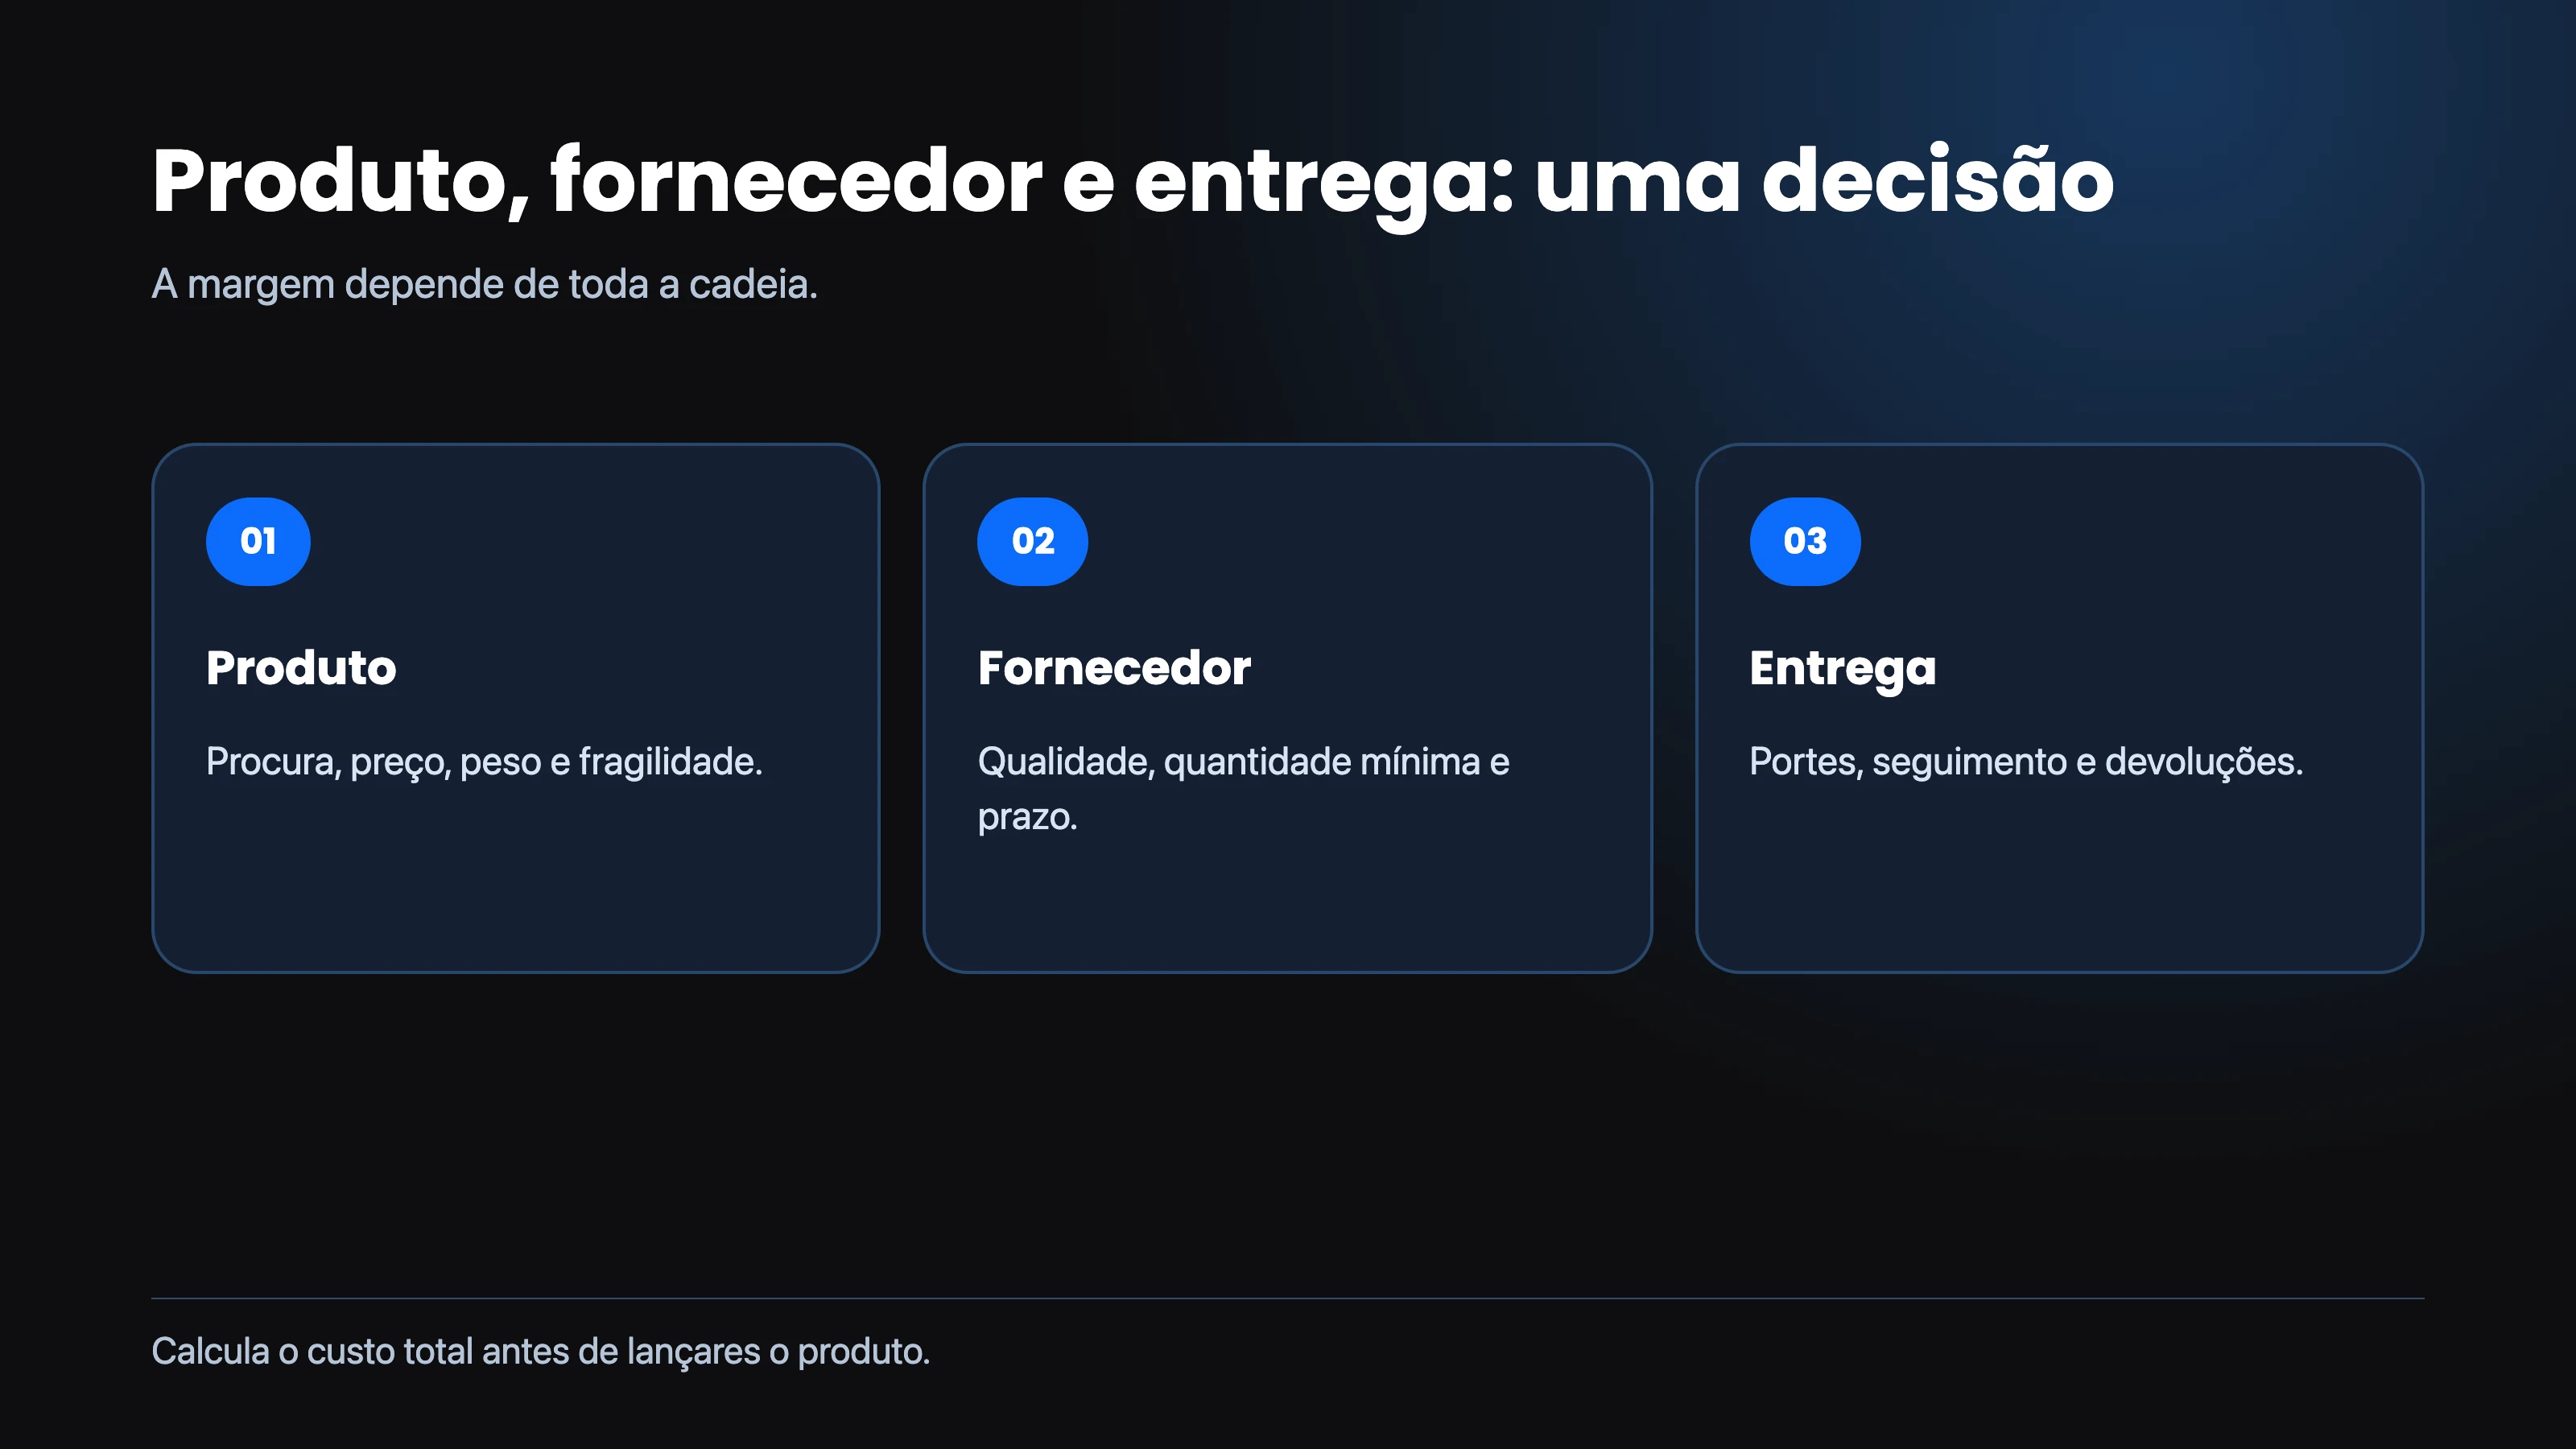 Produto, fornecedor e entrega: uma decisão
A margem depende de toda a cadeia.
01
Produto
Procura, preço, peso e fragilidade.
02
Fornecedor
Qualidade, quantidade mínima e
prazo.
03
Entrega
Portes, seguimento e devoluções.
Calcula o custo total antes de lançares o produto.